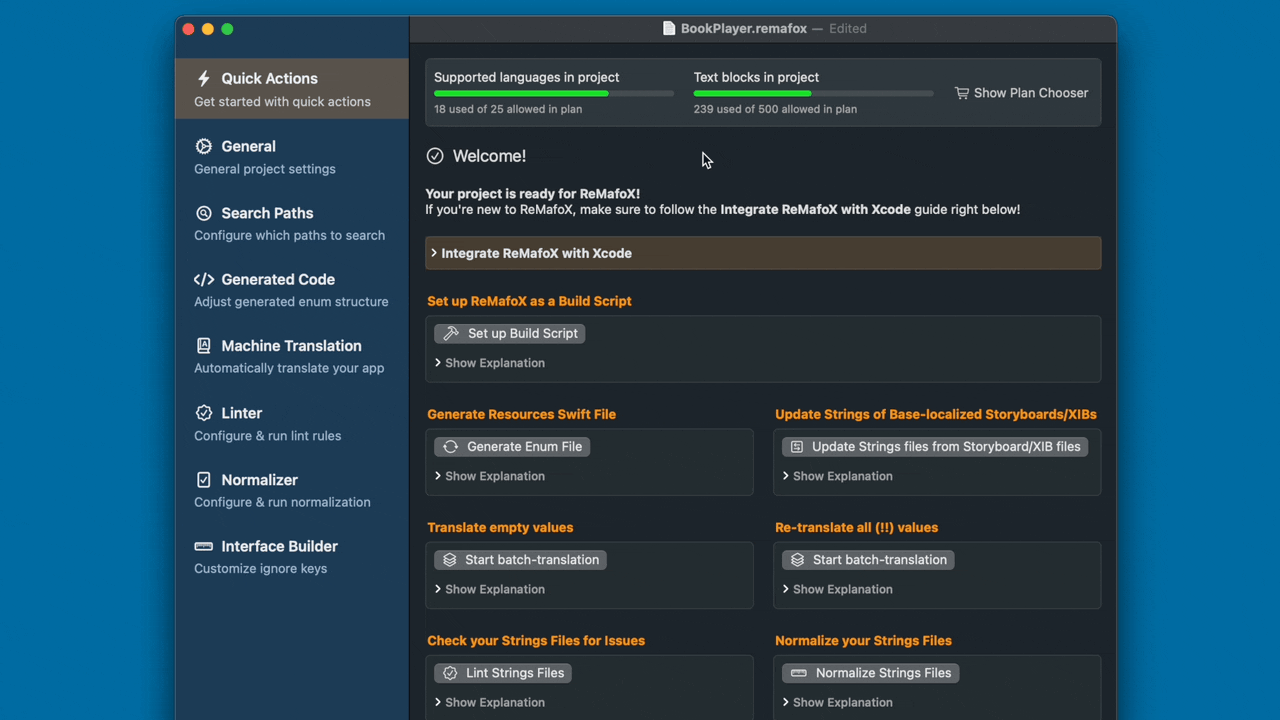 BookPlayer.remafox — Edited
Quick Actions
Get started with quick actions
General
General project settings
Search Paths
Configure which paths to search
Generated Code
Adjust generated enum structure
Machine Translation
Automatically translate your app
Linter
Configure & run lint rules
Normalizer
Configure & run normalization
Interface Builder
Customize ignore keys
Supported languages in project
18 used of 25 allowed in plan
Text blocks in project
239 used of 500 allowed in plan
Show Plan Chooser
Welcome!
Your project is ready for ReMafoX!
If you're new to ReMafoX, make sure to follow the Integrate ReMafoX with Xcode guide right below!
Integrate ReMafoX with Xcode
Set up ReMafoX as a Build Script
Set up Build Script
Show Explanation
Generate Resources Swift File
Generate Enum File
Show Explanation
Update Strings of Base-localized Storyboards/XIBs
Update Strings files from Storyboard/XIB files
Show Explanation
Translate empty values
Start batch-translation
Show Explanation
Re-translate all (!!) values
Start batch-translation
Show Explanation
Check your Strings Files for Issues
Lint Strings Files
Show Explanation
Normalize your Strings Files
Normalize Strings Files
Show Explanation